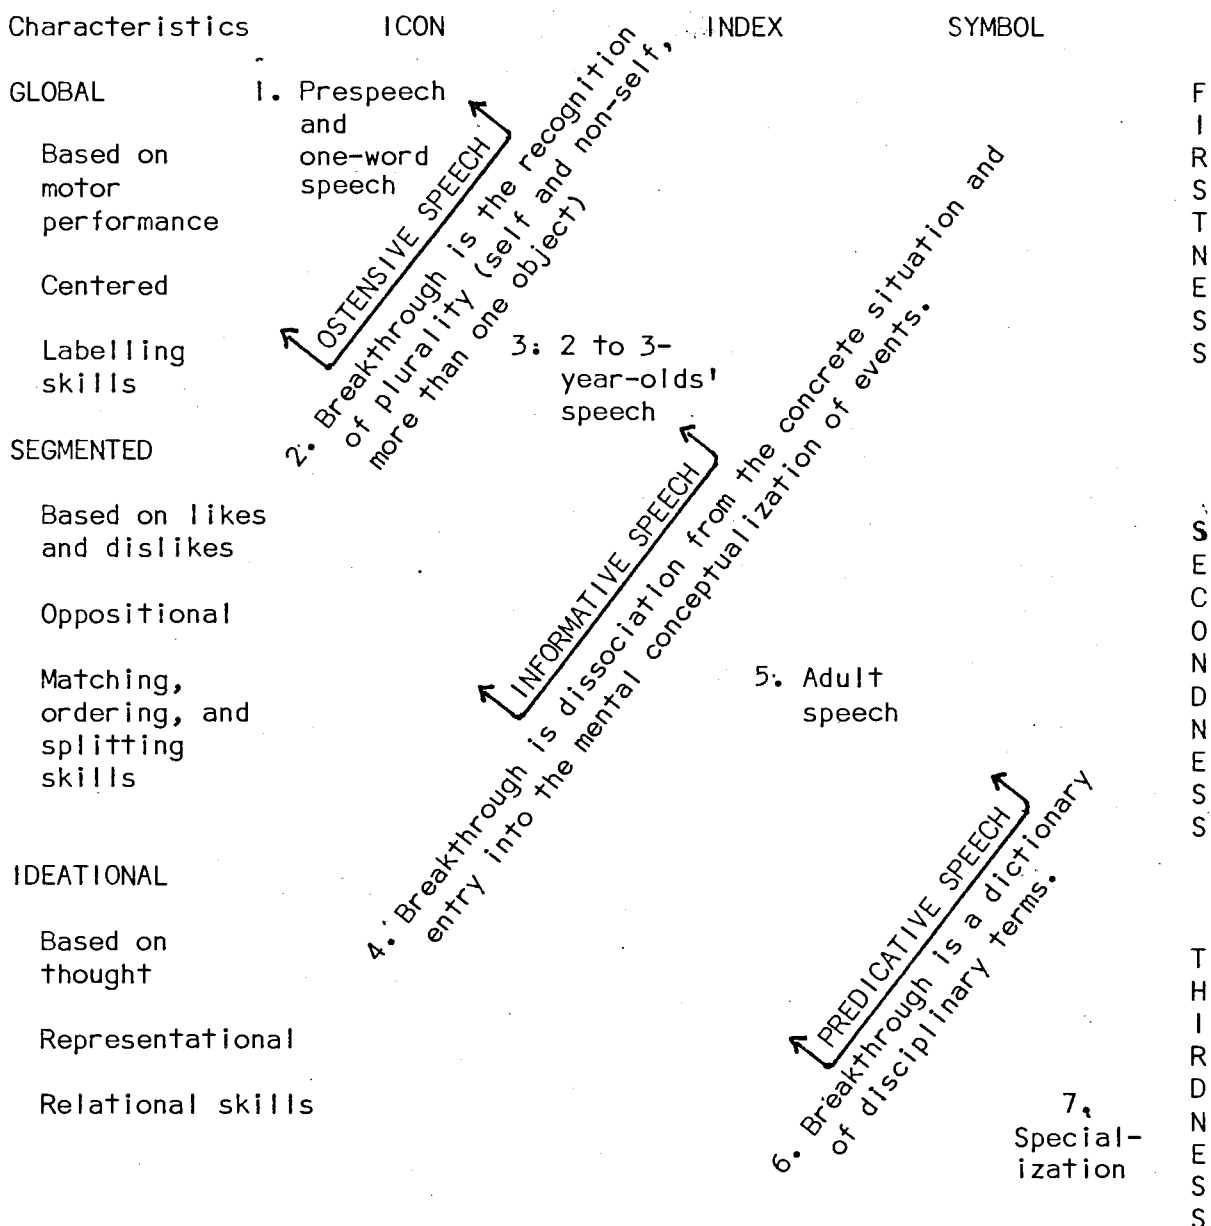 Characteristics ICON INDEX SYMBOL
GLOBAL
Based on
motor
performance
Centered
Labelling
skills
1. Prespeech
and
one-word
speech
OSTENSIVE SPEECH
2. Breakthrough is the recognition
of plurality (self and non-self,
more than one object)
FIRSTNESS
SEGMENTED
Based on likes
and dislikes
Oppositional
Matching,
ordering, and
splitting
skills
3. 2 to 3-
year-olds'
speech
INFORMATIVE SPEECH
4. Breakthrough is dissociation from the concrete situation and
entry into the mental conceptualization of events.
SECONDNESS
5. Adult
speech
IDEATIONAL
Based on
thought
Representational
Relational skills
PREDICATIVE SPEECH
6. Breakthrough is a dictionary
of disciplinary terms.
7.
Special-
ization
THIRDNESS